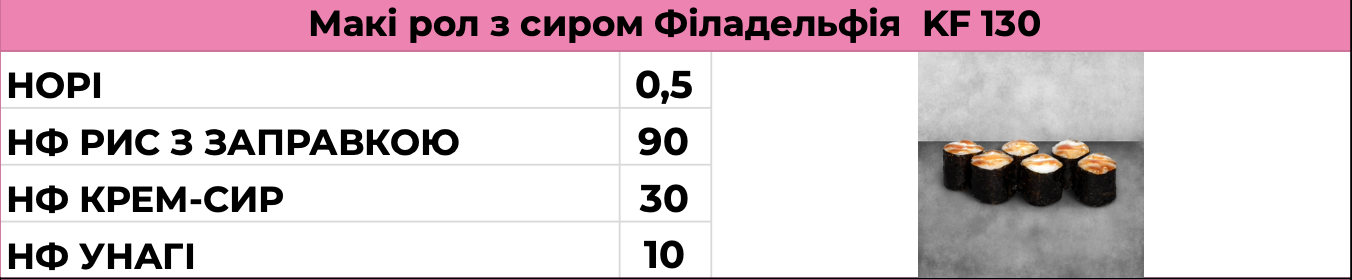 Макі рол з сиром Філадельфія KF 130
НОРІ 0,5
НФ РИС З ЗАПРАВКОЮ 90
НФ КРЕМ-СИР 30
НФ УНАГІ 10